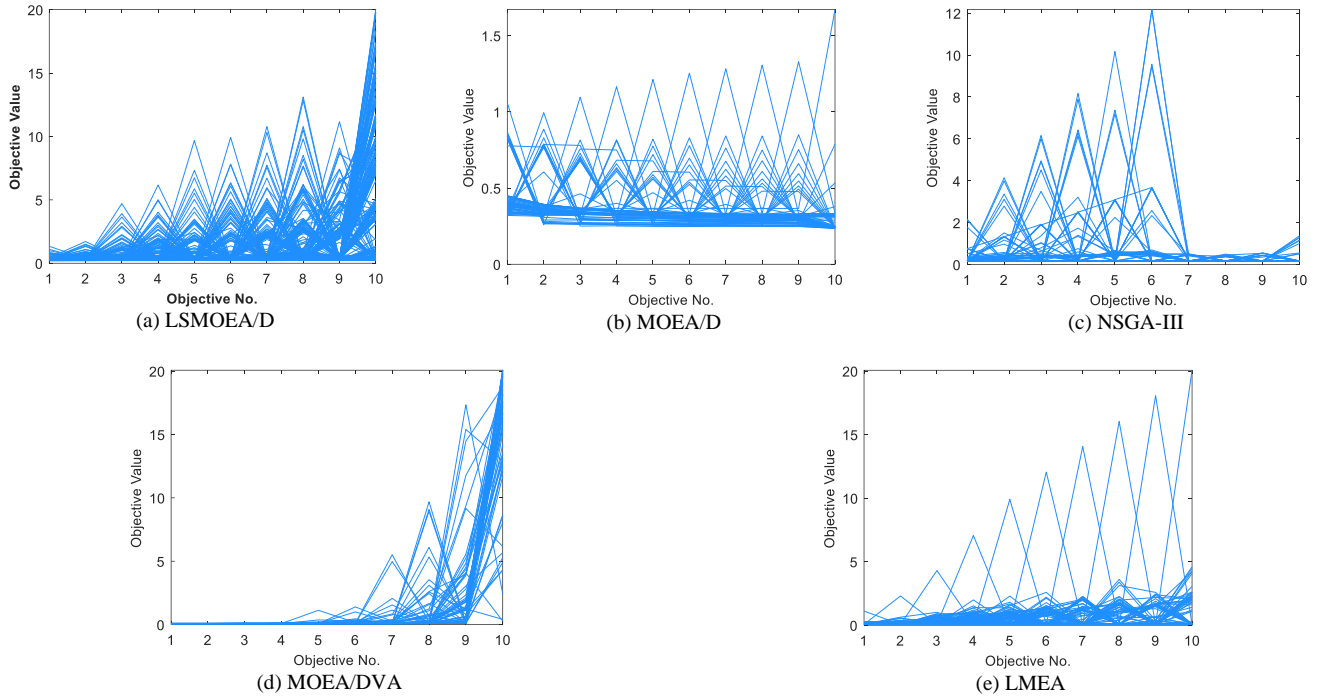 20
15
10
5
0
Objective Value
1 2 3 4 5 6 7 8 9 10
Objective No.
(a) LSMOEA/D
1.5
1
0.5
0
Objective Value
1 2 3 4 5 6 7 8 9 10
Objective No.
(b) MOEA/D
12
10
8
6
4
2
0
Objective Value
1 2 3 4 5 6 7 8 9 10
Objective No.
(c) NSGA-III
20
15
10
5
0
Objective Value
1 2 3 4 5 6 7 8 9 10
Objective No.
(d) MOEA/DVA
20
15
10
5
0
Objective Value
1 2 3 4 5 6 7 8 9 10
Objective No.
(e) LMEA